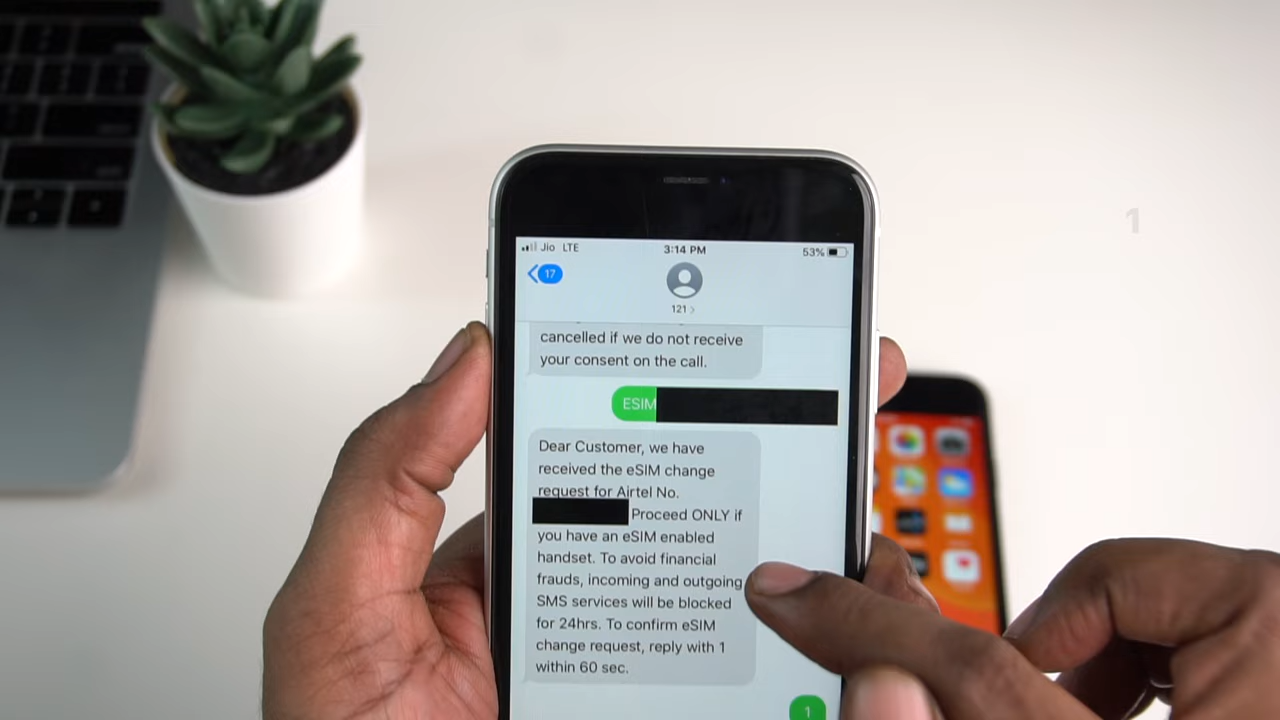 1
Jio LTE 3:14 PM 53%
17
121 >
cancelled if we do not receive
your consent on the call.
ESIM
Dear Customer, we have
received the eSIM change
request for Airtel No.
Proceed ONLY if
you have an eSIM enabled
handset. To avoid financial
frauds, incoming and outgoing
SMS services will be blocked
for 24hrs. To confirm eSIM
change request, reply with 1
within 60 sec.
1